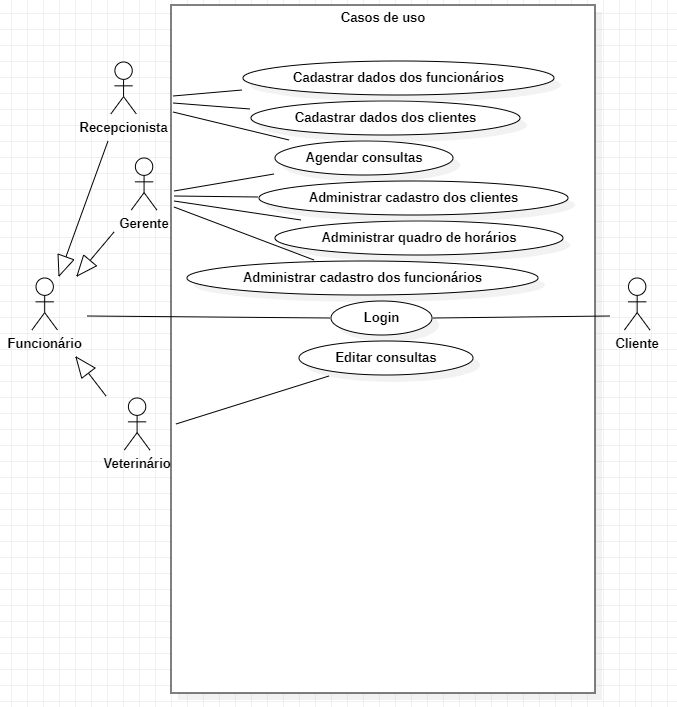 Casos de uso
Cadastrar dados dos funcionários
Cadastrar dados dos clientes
Recepcionista
Agendar consultas
Administrar cadastro dos clientes
Gerente
Administrar quadro de horários
Administrar cadastro dos funcionários
Login
Funcionário
Cliente
Editar consultas
Veterinário